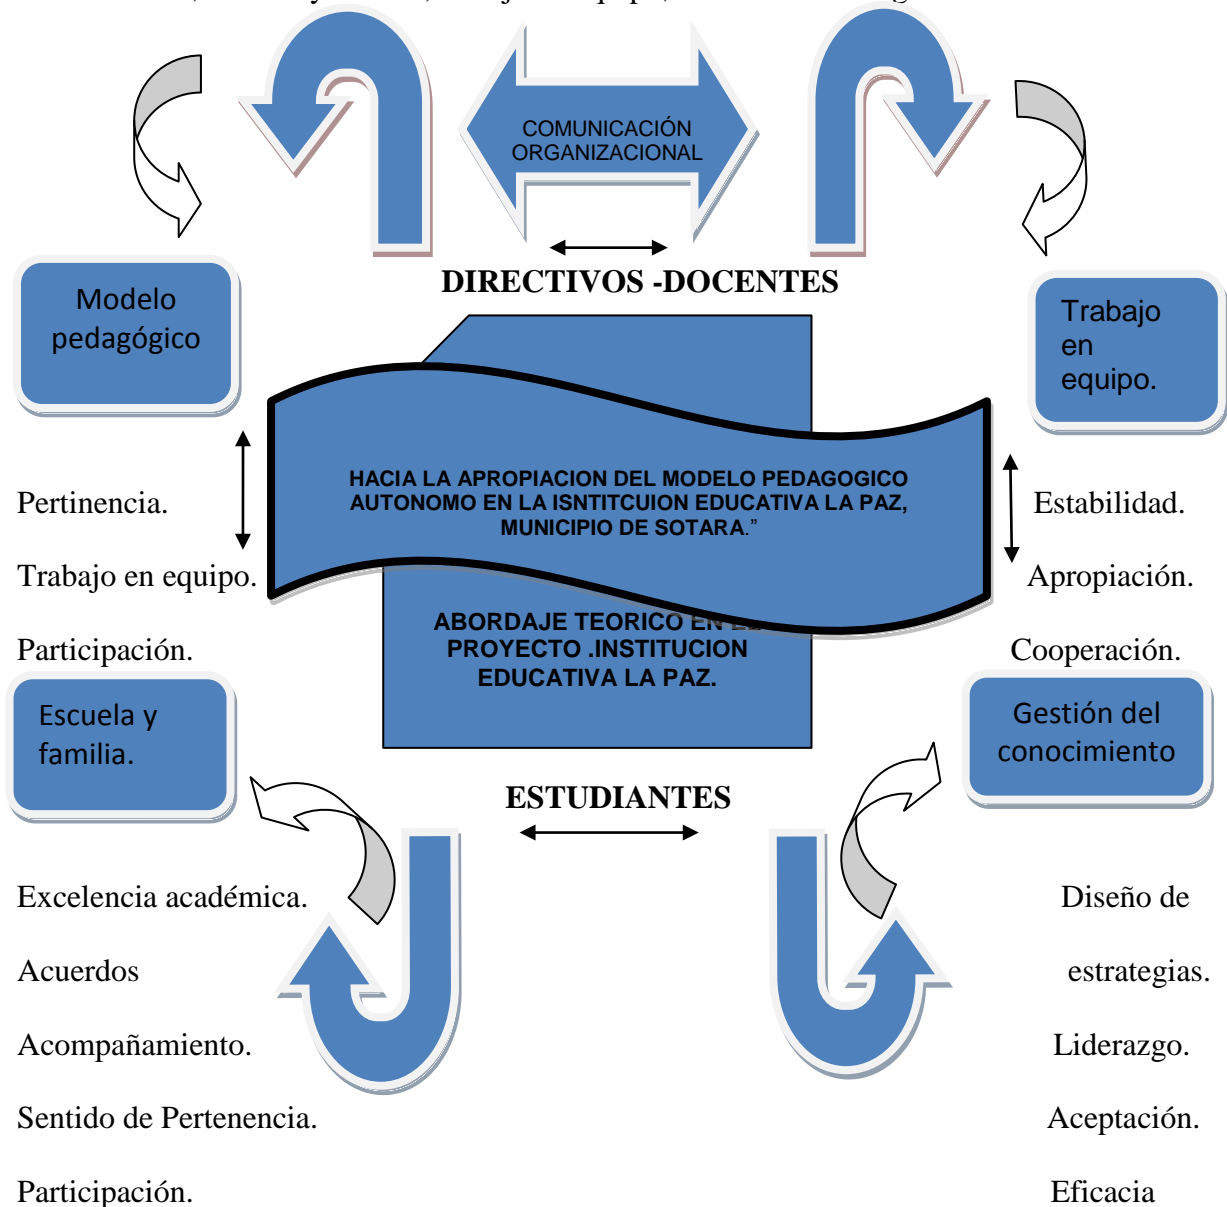 COMUNICACIÓN
ORGANIZACIONAL
DIRECTIVOS -DOCENTES
Modelo
pedagógico
Trabajo
en
equipo.
HACIA LA APROPIACION DEL MODELO PEDAGOGICO
AUTONOMO EN LA ISNTITCUION EDUCATIVA LA PAZ,
MUNICIPIO DE SOTARA.”
Pertinencia.
Trabajo en equipo.
Participación.
Estabilidad.
Apropiación.
Cooperación.
ABORDAJE TEORICO EN
PROYECTO .INSTITUCION
EDUCATIVA LA PAZ.
Escuela y
familia.
Gestión del
conocimiento
ESTUDIANTES
Excelencia académica.
Acuerdos
Acompañamiento.
Sentido de Pertenencia.
Participación.
Diseño de
estrategias.
Liderazgo.
Aceptación.
Eficacia